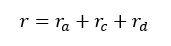 r = r_a + r_c + r_d